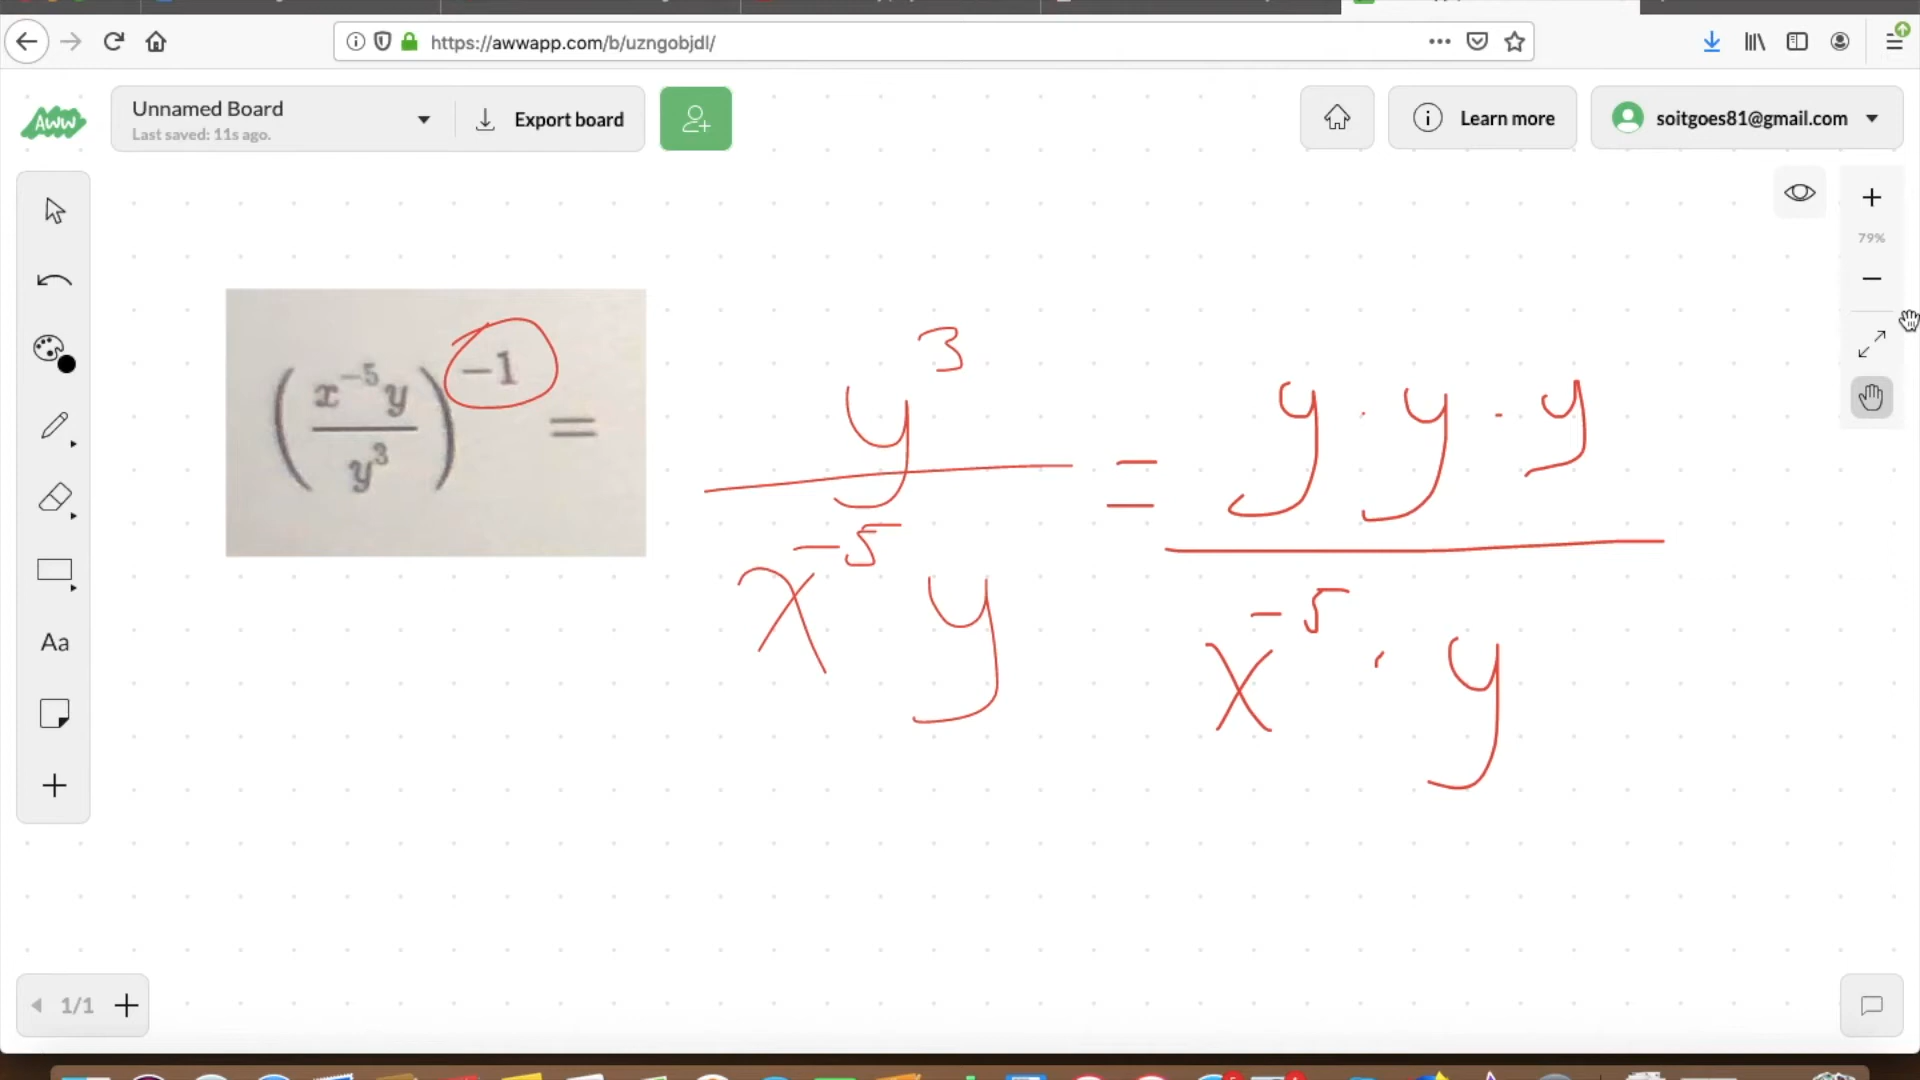 https://awwapp.com/b/uzngobjdl/
AWW
Unnamed Board
Last saved: 11s ago.
Export board
Learn more
soitgoes81@gmail.com
79%
(x^-5 y / y^3)^-1 =
y^3 / x^-5 y = y · y · y / x^-5 · y
Aa
1/1